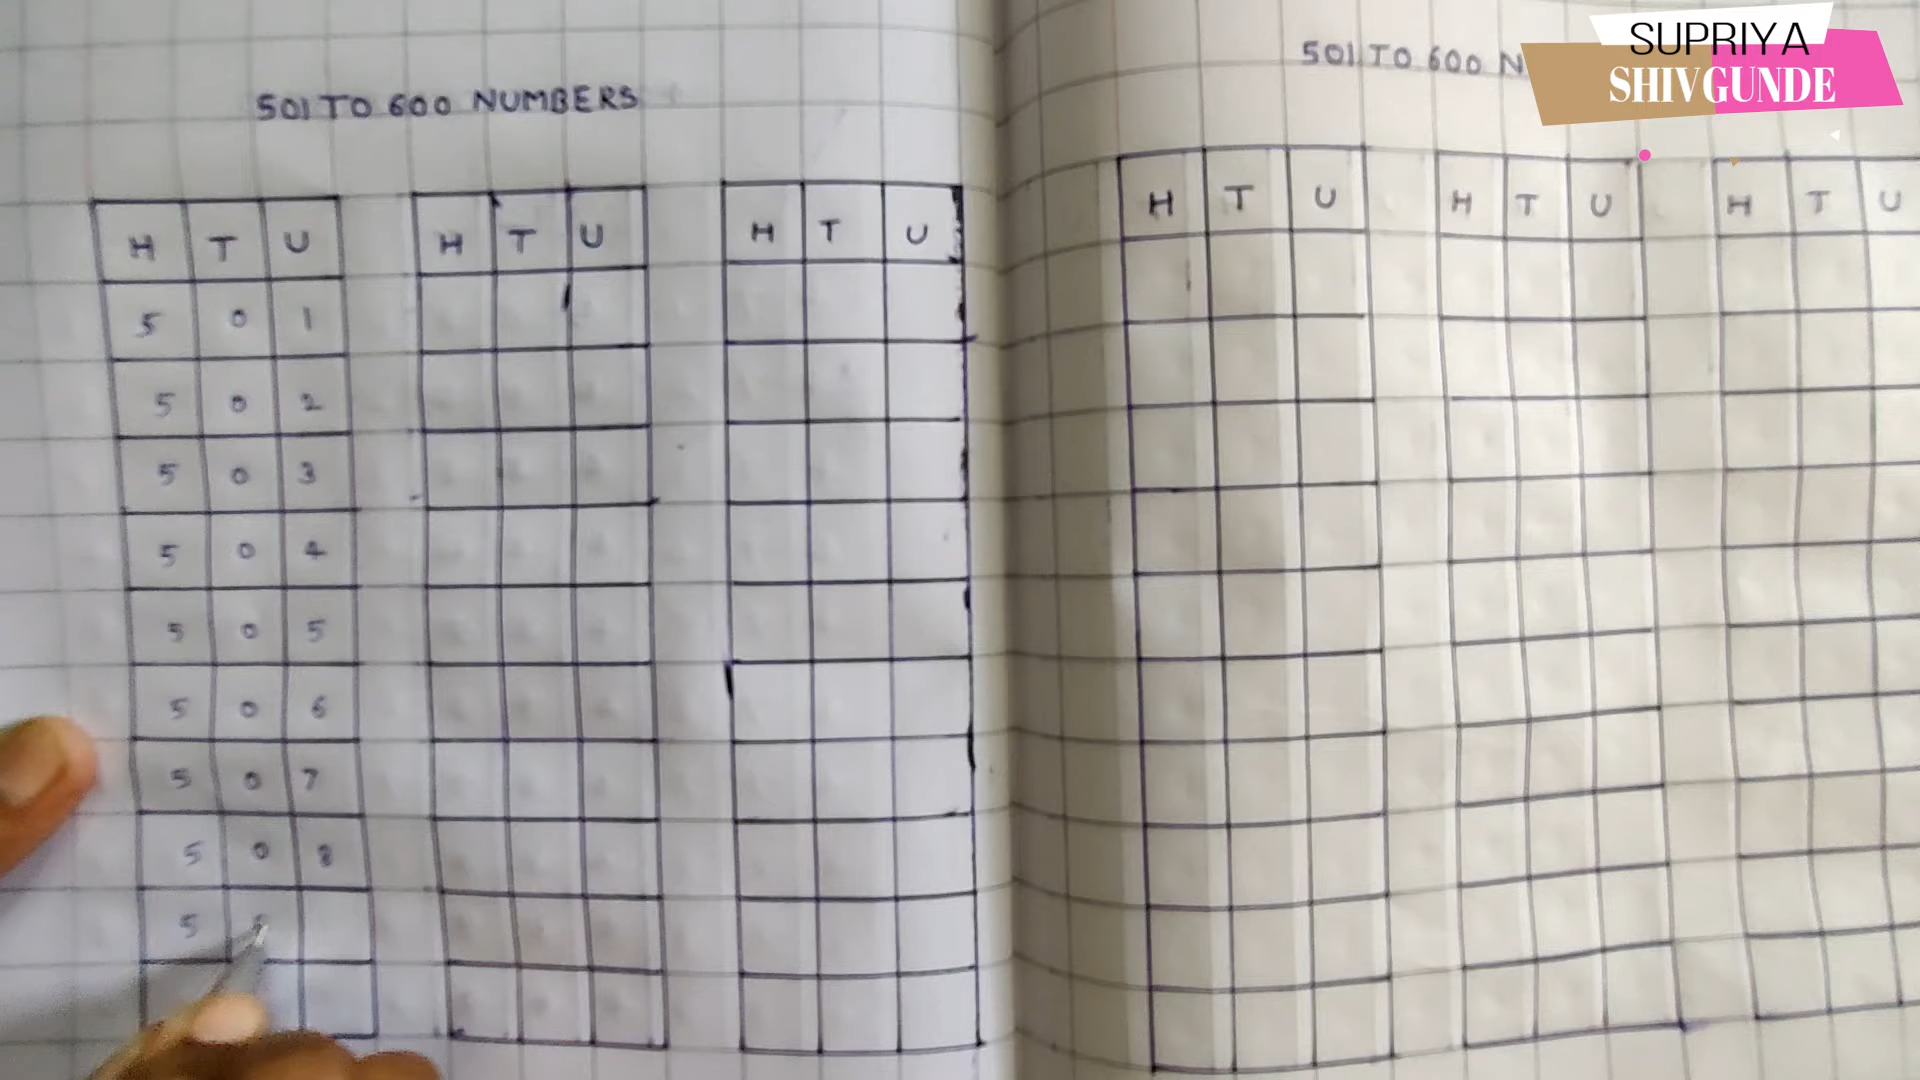 SUPRIYA
SHIVGUNDE
501 TO 600 NUMBERS
H T U
5 0 1
5 0 2
5 0 3
5 0 4
5 0 5
5 0 6
5 0 7
5 0 8
5
H T U
H T U
501 TO 600 N
H T U
H T U
H T U